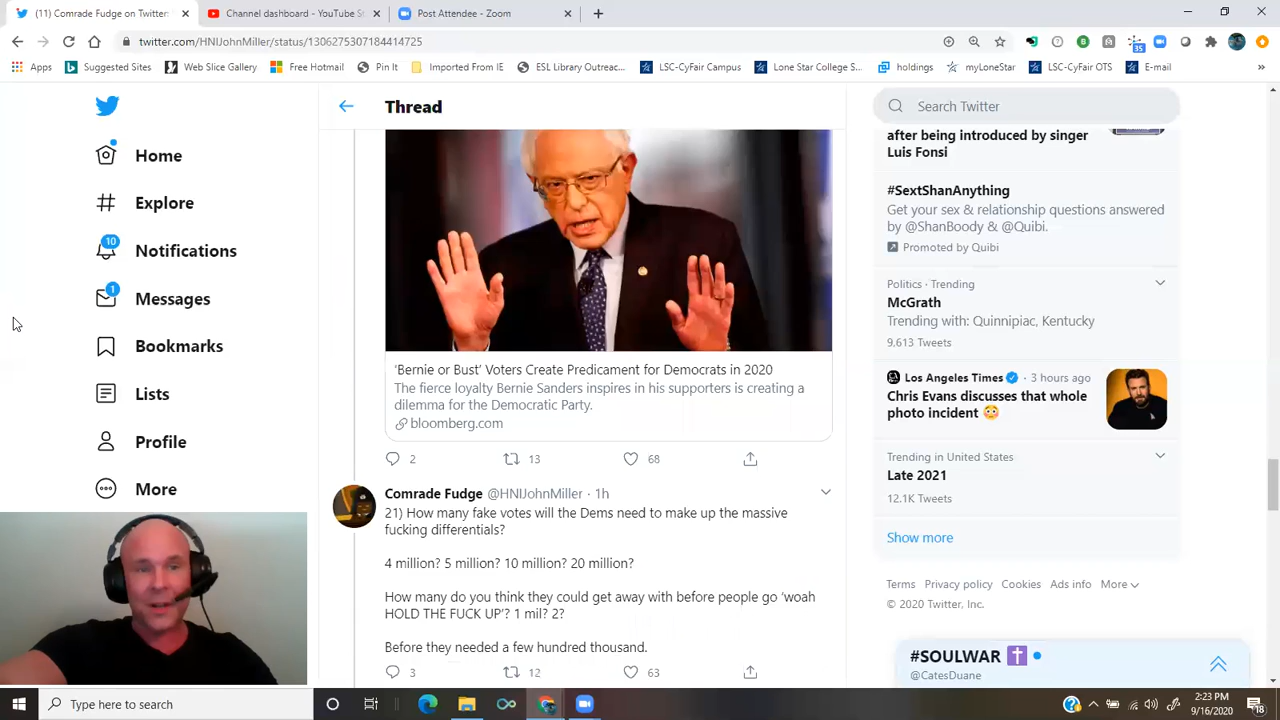 (11) Comrade Fudge on Twitter
Channel dashboard - YouTube St
Post Attendee - Zoom
twitter.com/HNIJohnMiller/status/1306275307184414725
Apps
Suggested Sites
Web Slice Gallery
Free Hotmail
Pin It
Imported From IE
ESL Library Outreac...
LSC-CyFair Campus
Lone Star College S...
holdings
myLoneStar
LSC-CyFair OTS
E-mail
»
35
Home
Explore
10
Notifications
1
Messages
Bookmarks
Lists
Profile
More
Thread
'Bernie or Bust' Voters Create Predicament for Democrats in 2020
The fierce loyalty Bernie Sanders inspires in his supporters is creating a
dilemma for the Democratic Party.
bloomberg.com
2 13 68
Comrade Fudge @HNIJohnMiller · 1h
21) How many fake votes will the Dems need to make up the massive
fucking differentials?
4 million? 5 million? 10 million? 20 million?
How many do you think they could get away with before people go 'woah
HOLD THE FUCK UP'? 1 mil? 2?
Before they needed a few hundred thousand.
3 12 63
Search Twitter
after being introduced by singer
Luis Fonsi
#SextShanAnything
Get your sex & relationship questions answered
by @ShanBoody & @Quibi.
Promoted by Quibi
Politics · Trending
McGrath
Trending with: Quinnipiac, Kentucky
9,613 Tweets
Los Angeles Times · 3 hours ago
Chris Evans discusses that whole
photo incident 😳
Trending in United States
Late 2021
12.1K Tweets
Show more
Terms Privacy policy Cookies Ads info More
© 2020 Twitter, Inc.
#SOULWAR ✝️
@CatesDuane
Type here to search
2:23 PM
9/16/2020
18